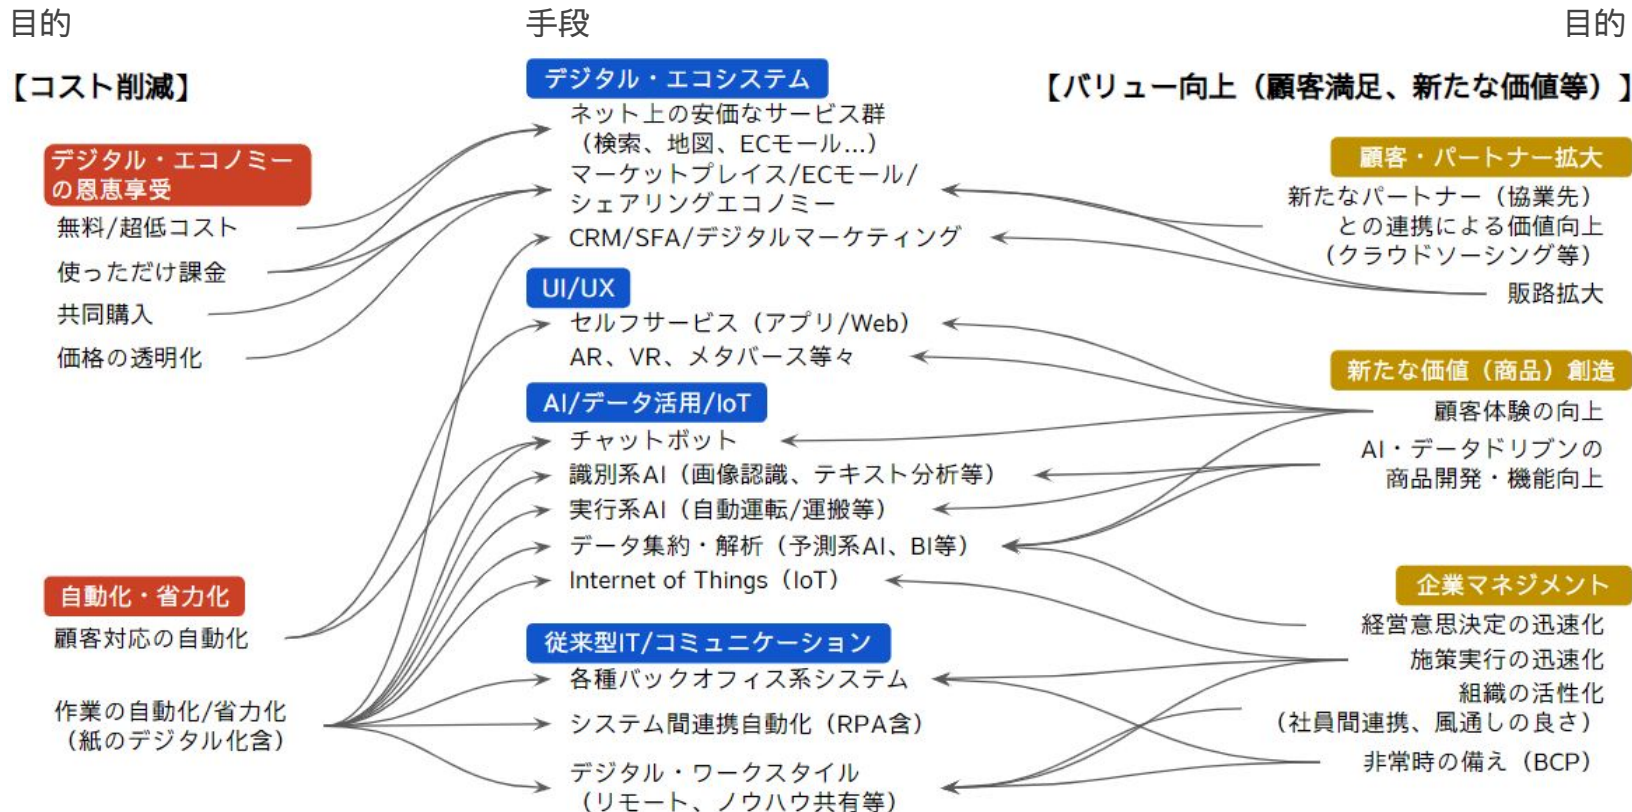 目的
手段
目的
【コスト削減】
デジタル・エコノミー
の恩恵享受
無料/超低コスト
使っただけ課金
共同購入
価格の透明化
自動化・省力化
顧客対応の自動化
作業の自動化/省力化
（紙のデジタル化含）
デジタル・エコシステム
ネット上の安価なサービス群
（検索、地図、ECモール...）
マーケットプレイス/ECモール/
シェアリングエコノミー
CRM/SFA/デジタルマーケティング
UI/UX
セルフサービス（アプリ/Web）
AR、VR、メタバース等々
AI/データ活用/IoT
チャットボット
識別系AI（画像認識、テキスト分析等）
実行系AI（自動運転/運搬等）
データ集約・解析（予測系AI、BI等）
Internet of Things（IoT）
従来型IT/コミュニケーション
各種バックオフィス系システム
システム間連携自動化（RPA含）
デジタル・ワークスタイル
（リモート、ノウハウ共有等）
【バリュー向上（顧客満足、新たな価値等）】
顧客・パートナー拡大
新たなパートナー（協業先）
との連携による価値向上
（クラウドソーシング等）
販路拡大
新たな価値（商品）創造
顧客体験の向上
AI・データドリブンの
商品開発・機能向上
企業マネジメント
経営意思決定の迅速化
施策実行の迅速化
組織の活性化
（社員間連携、風通しの良さ）
非常時の備え（BCP）